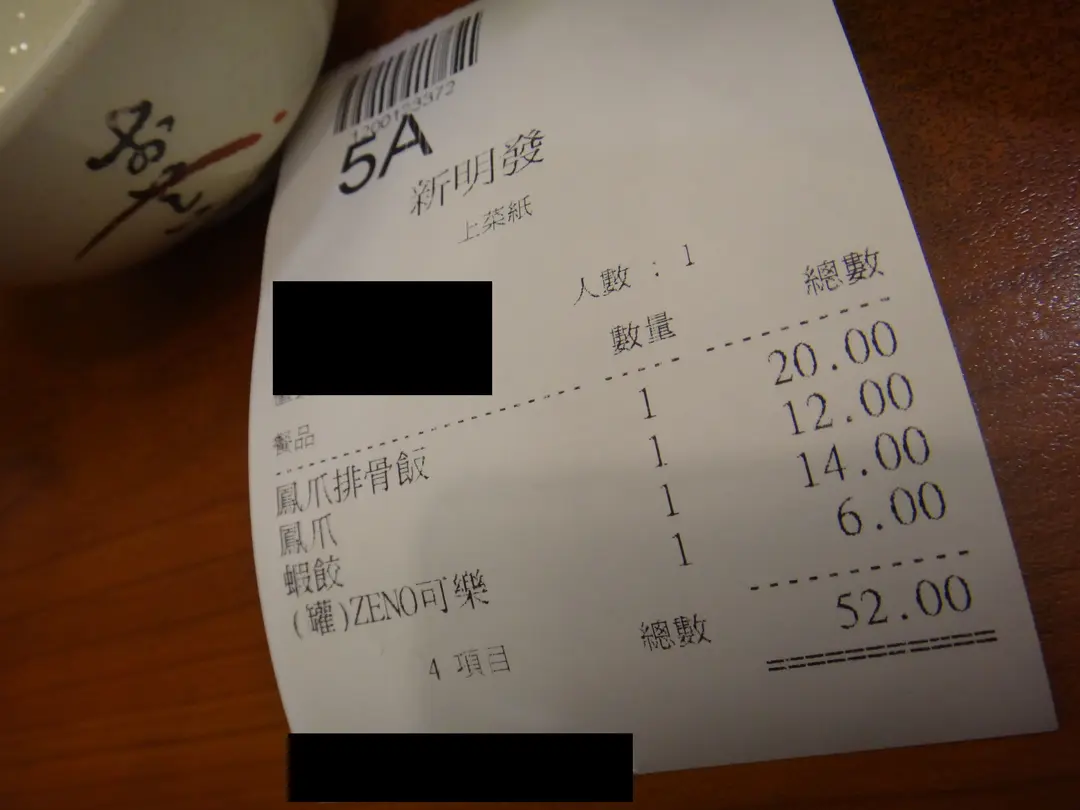 5A
新明發
上菜紙
人數 : 1
數量 總數
餐品
鳳爪排骨飯 1 20.00
鳳爪 1 12.00
蝦餃 1 14.00
(罐)ZENO可樂 1 6.00
4 項目 總數 52.00